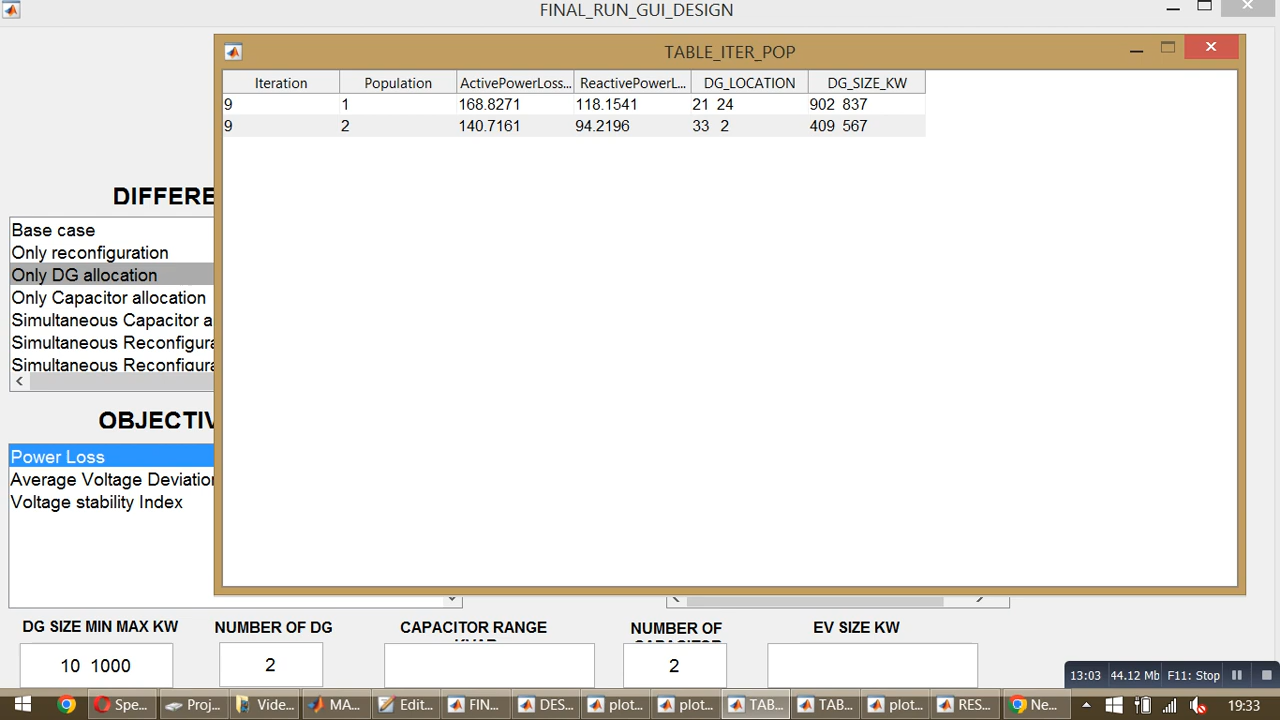 FINAL_RUN_GUI_DESIGN
TABLE_ITER_POP
Iteration Population ActivePowerLoss... ReactivePowerL... DG_LOCATION DG_SIZE_KW
9 1 168.8271 118.1541 21 24 902 837
9 2 140.7161 94.2196 33 2 409 567
DIFFERE
Base case
Only reconfiguration
Only DG allocation
Only Capacitor allocation
Simultaneous Capacitor a
Simultaneous Reconfigura
Simultaneous Reconfigura
OBJECTIV
Power Loss
Average Voltage Deviation
Voltage stability Index
DG SIZE MIN MAX KW NUMBER OF DG CAPACITOR RANGE KVAR NUMBER OF CAPACITOR EV SIZE KW
10 1000 2 2
13:03 44.12 Mb F11: Stop
Spe... Proj... Vide... MA... Edit... FIN... DES... plot... plot... TAB... TAB... plot... RES... Ne... 19:33